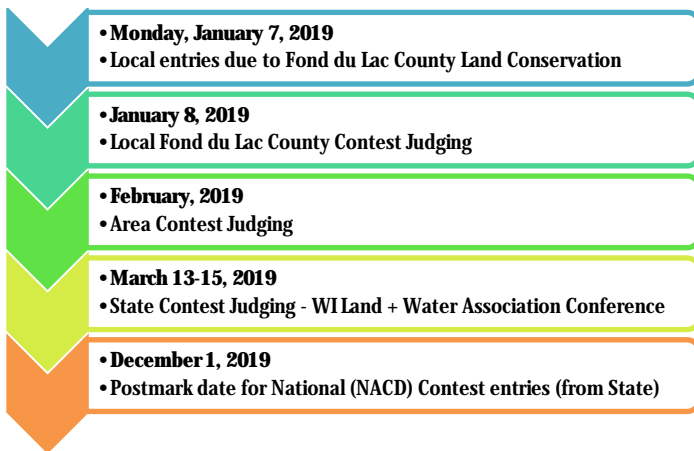 • Monday, January 7, 2019
• Local entries due to Fond du Lac County Land Conservation
• January 8, 2019
• Local Fond du Lac County Contest Judging
• February, 2019
• Area Contest Judging
• March 13-15, 2019
• State Contest Judging - WI Land + Water Association Conference
• December 1, 2019
• Postmark date for National (NACD) Contest entries (from State)